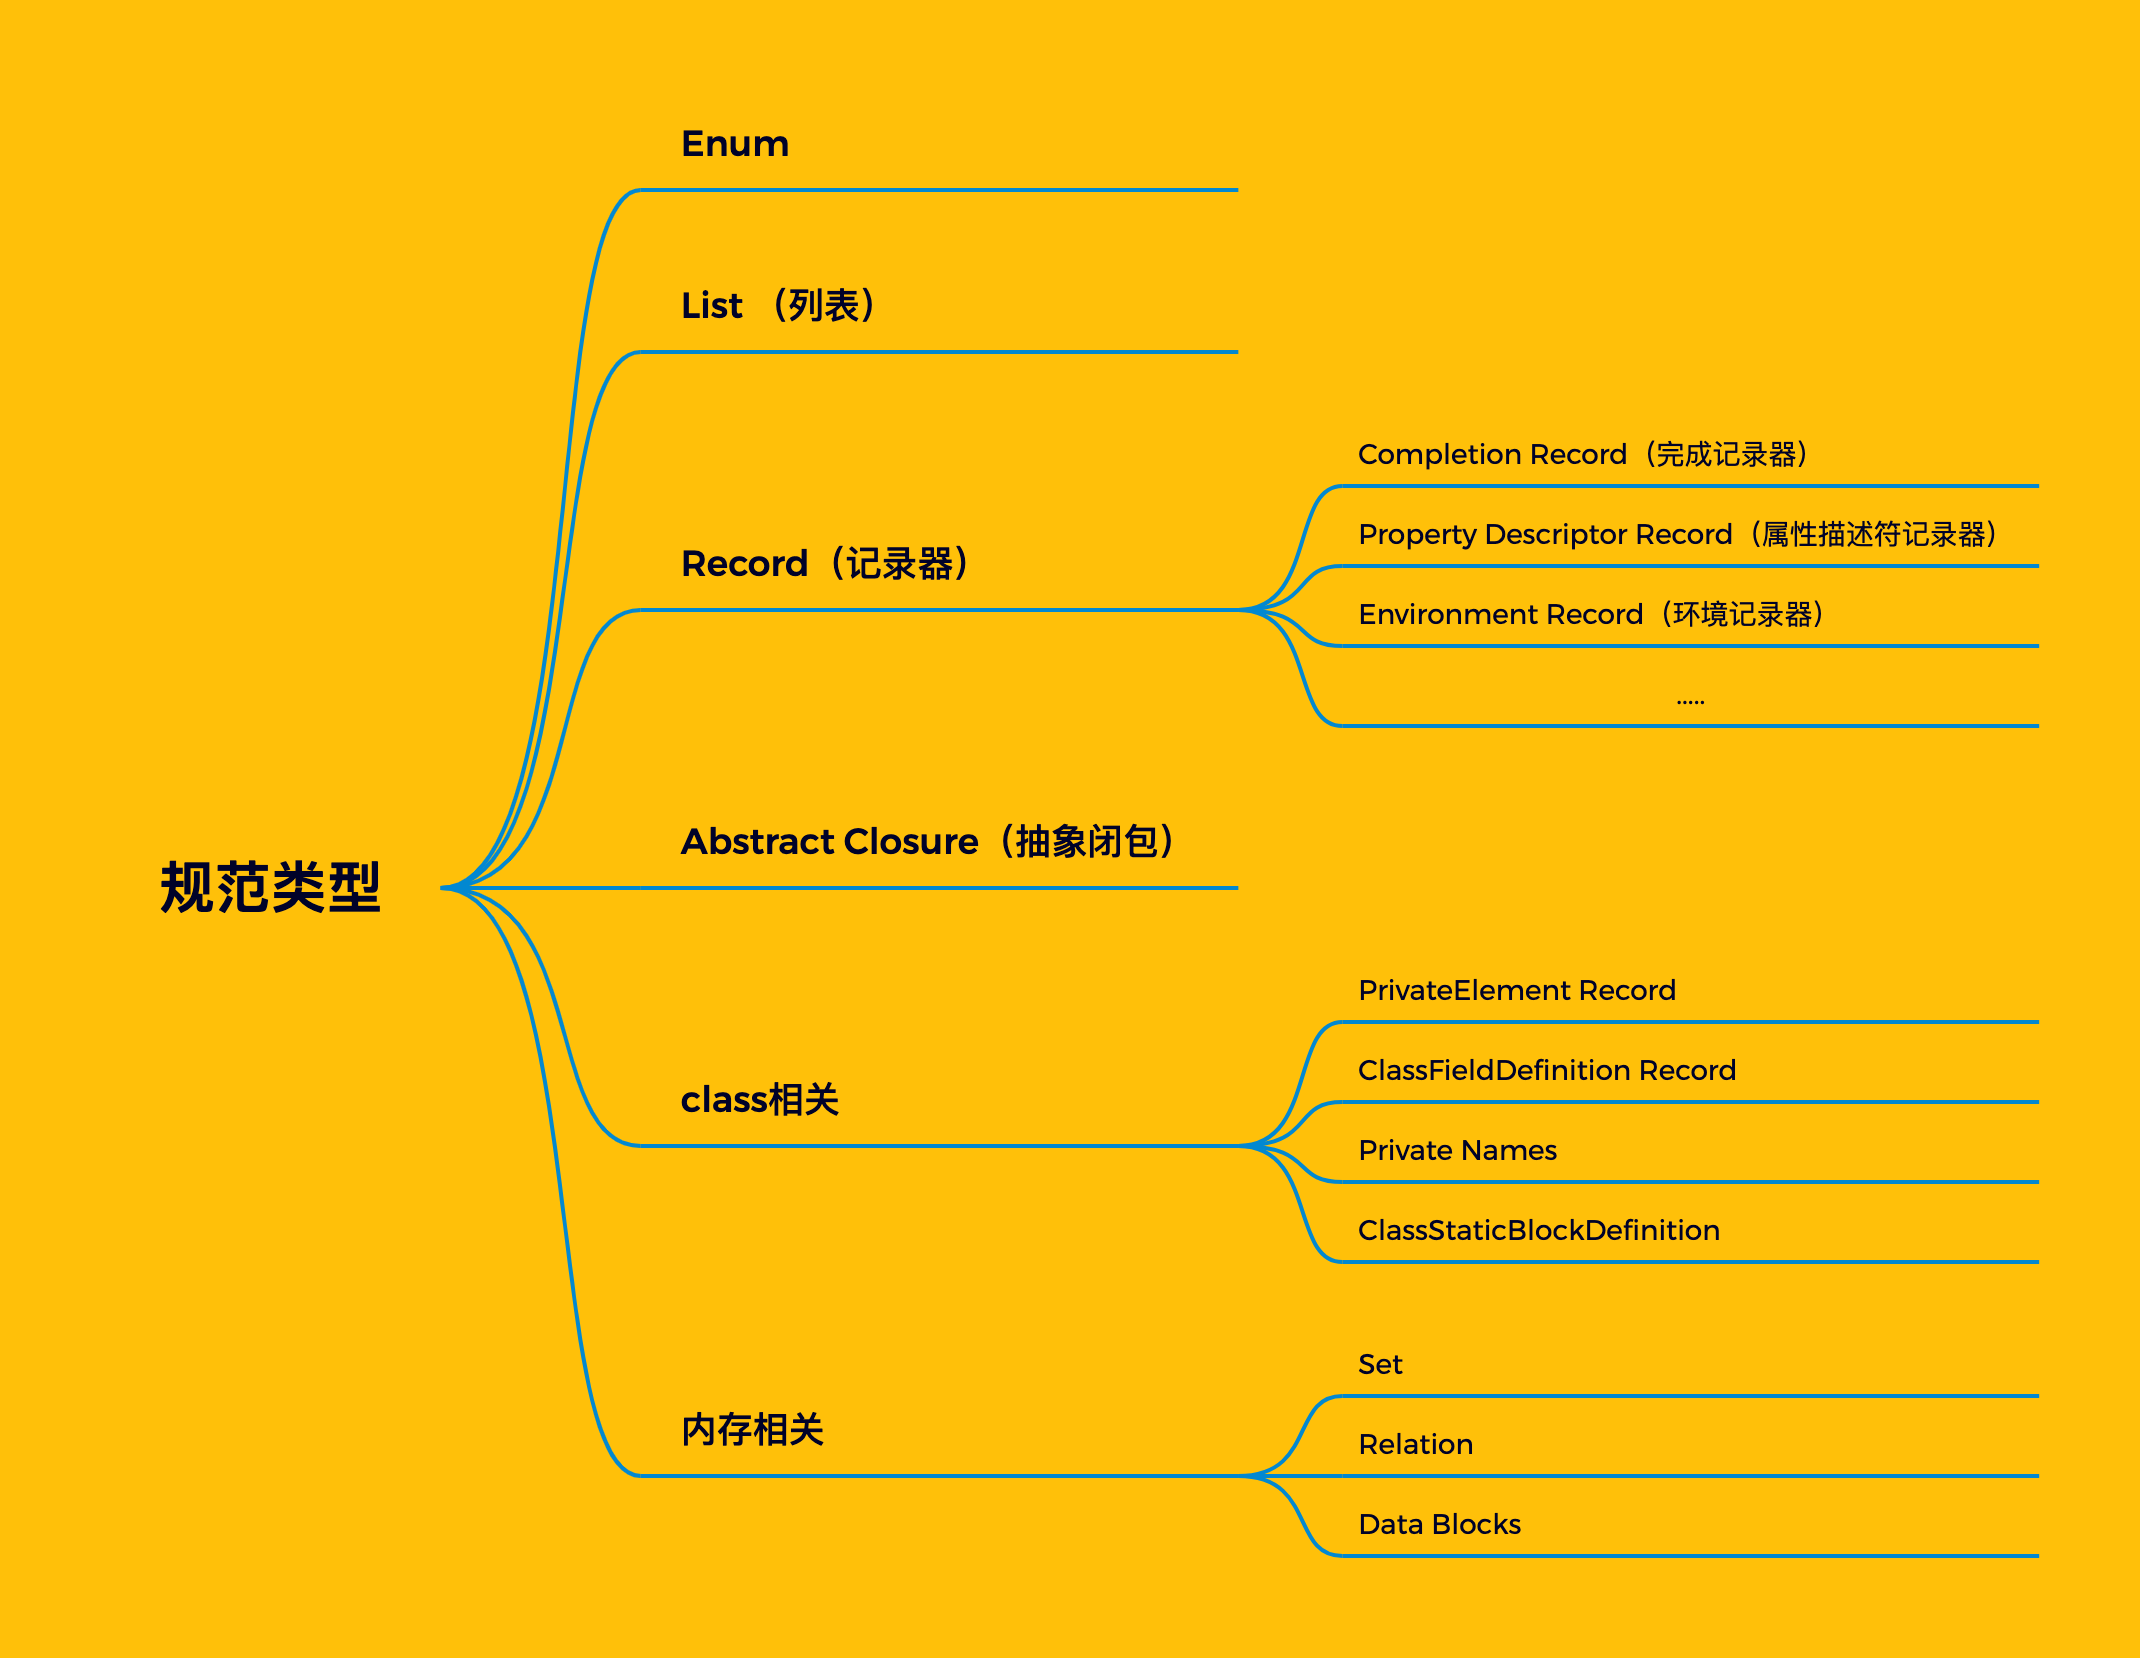 规范类型
Enum
List （列表）
Record（记录器）
Completion Record（完成记录器）
Property Descriptor Record（属性描述符记录器）
Environment Record（环境记录器）
.....
Abstract Closure（抽象闭包）
class相关
PrivateElement Record
ClassFieldDefinition Record
Private Names
ClassStaticBlockDefinition
内存相关
Set
Relation
Data Blocks